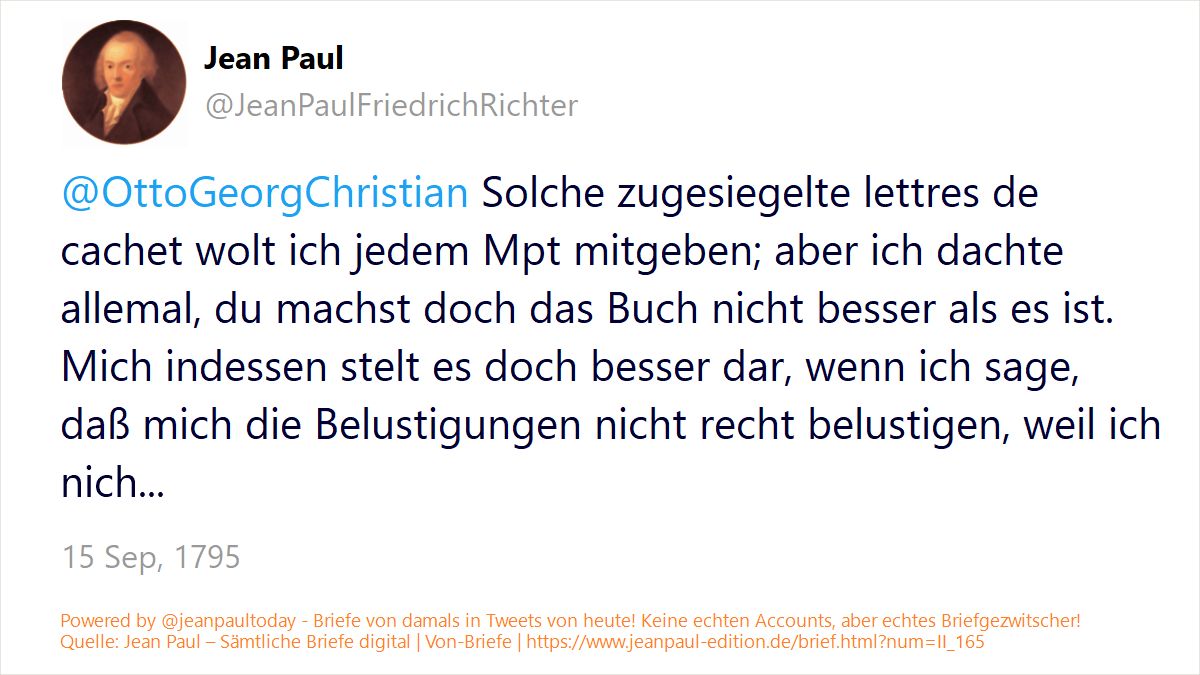 Jean Paul
@JeanPaulFriedrichRichter
@OttoGeorgChristian Solche zugesiegelte lettres de
cachet wolt ich jedem Mpt mitgeben; aber ich dachte
allemal, du machst doch das Buch nicht besser als es ist.
Mich indessen stelt es doch besser dar, wenn ich sage,
daß mich die Belustigungen nicht recht belustigen, weil ich
nich...
15 Sep, 1795
Powered by @jeanpaultoday - Briefe von damals in Tweets von heute! Keine echten Accounts, aber echtes Briefgezwitscher!
Quelle: Jean Paul – Sämtliche Briefe digital | Von-Briefe | https://www.jeanpaul-edition.de/brief.html?num=II_165